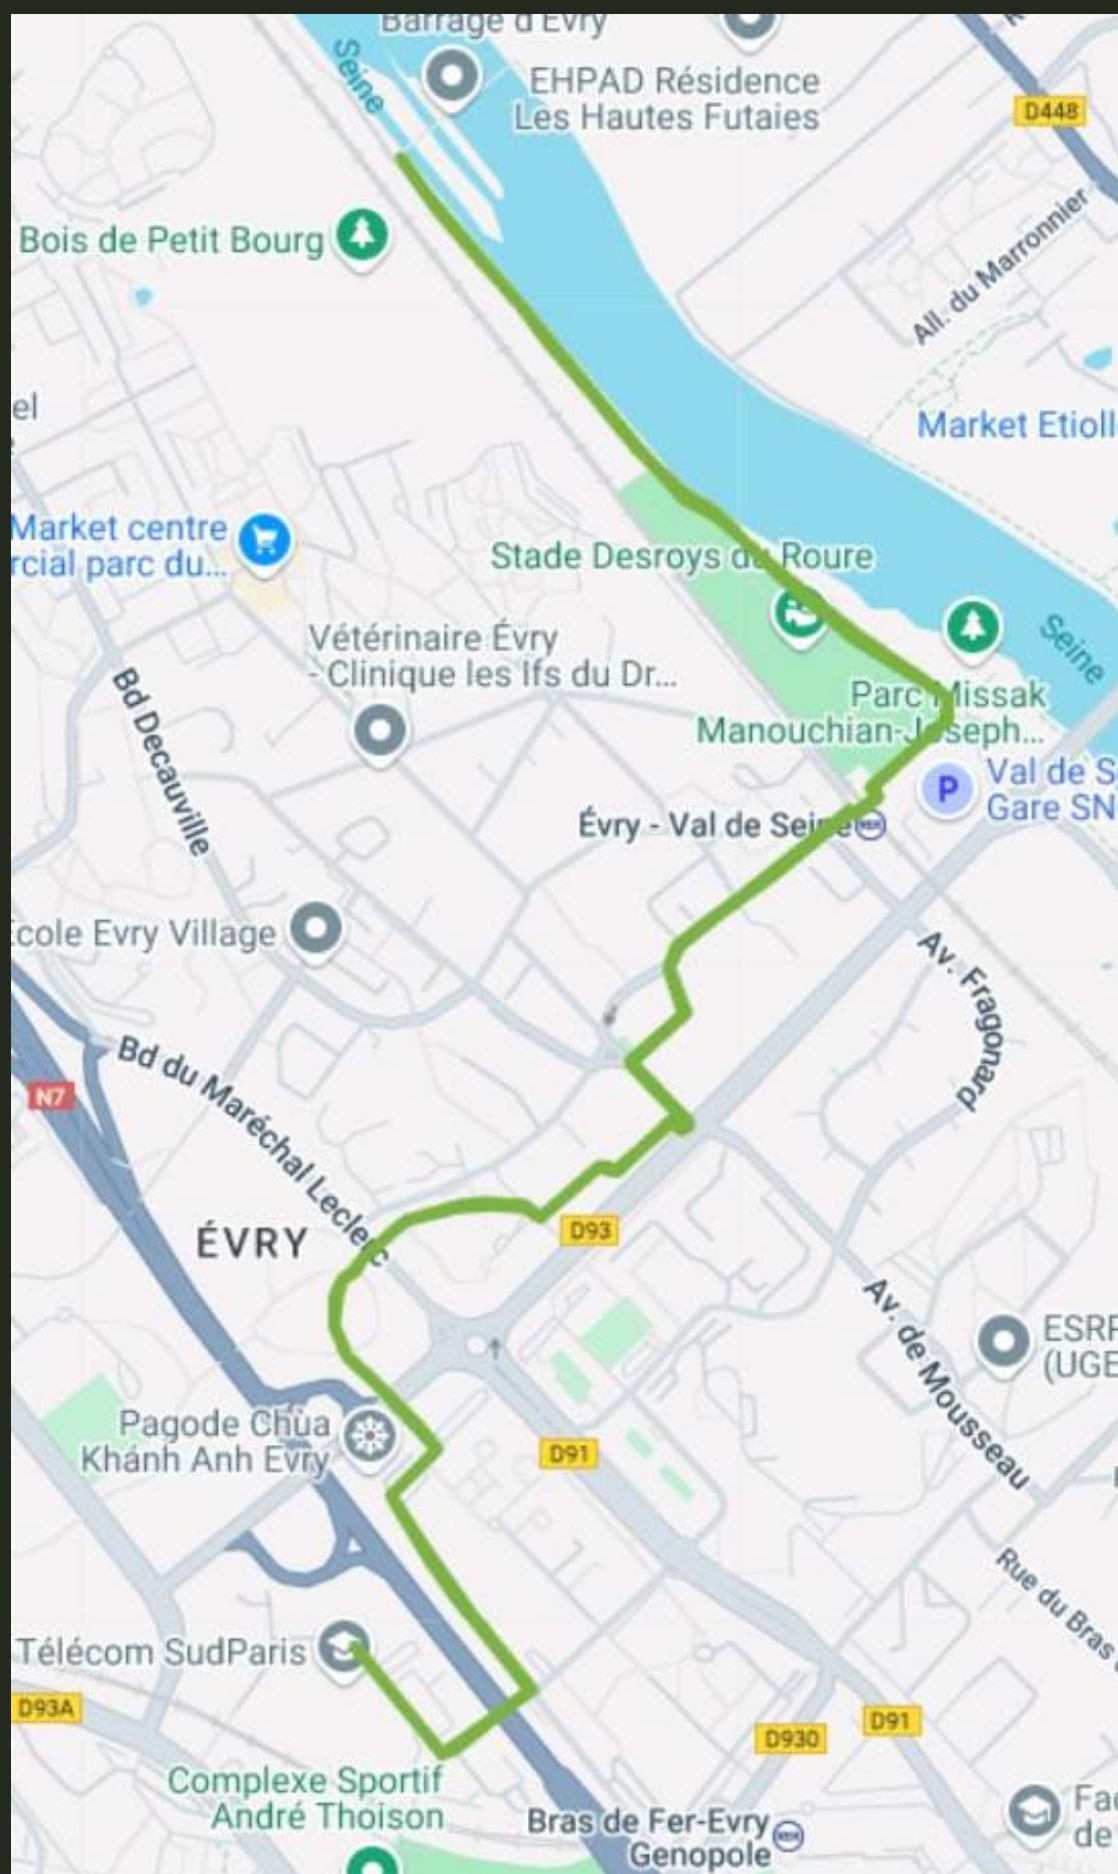 Barrage d'Evry
Seine
EHPAD Résidence
Les Hautes Futaies
D448
Bois de Petit Bourg
All. du Marronnier
el
Market Etioll
Market centre
rcial parc du...
Stade Desroys du Roure
Seine
Vétérinaire Évry
- Clinique les Ifs du Dr...
Bd Decauville
Parc Missak
Manouchian-Joseph...
P
Val de S
Gare SN
Évry - Val de Seine
École Evry Village
Av. Fragonard
Bd du Maréchal Leclerc
N7
ÉVRY
D93
Av. de Mousseau
ESRP
(UGE
Pagode Chùa
Khánh Anh Evry
D91
Rue du Bras
Télécom SudParis
D93A
D91
D930
Complexe Sportif
André Thoison
Bras de Fer-Evry
Genopole
Fac
de